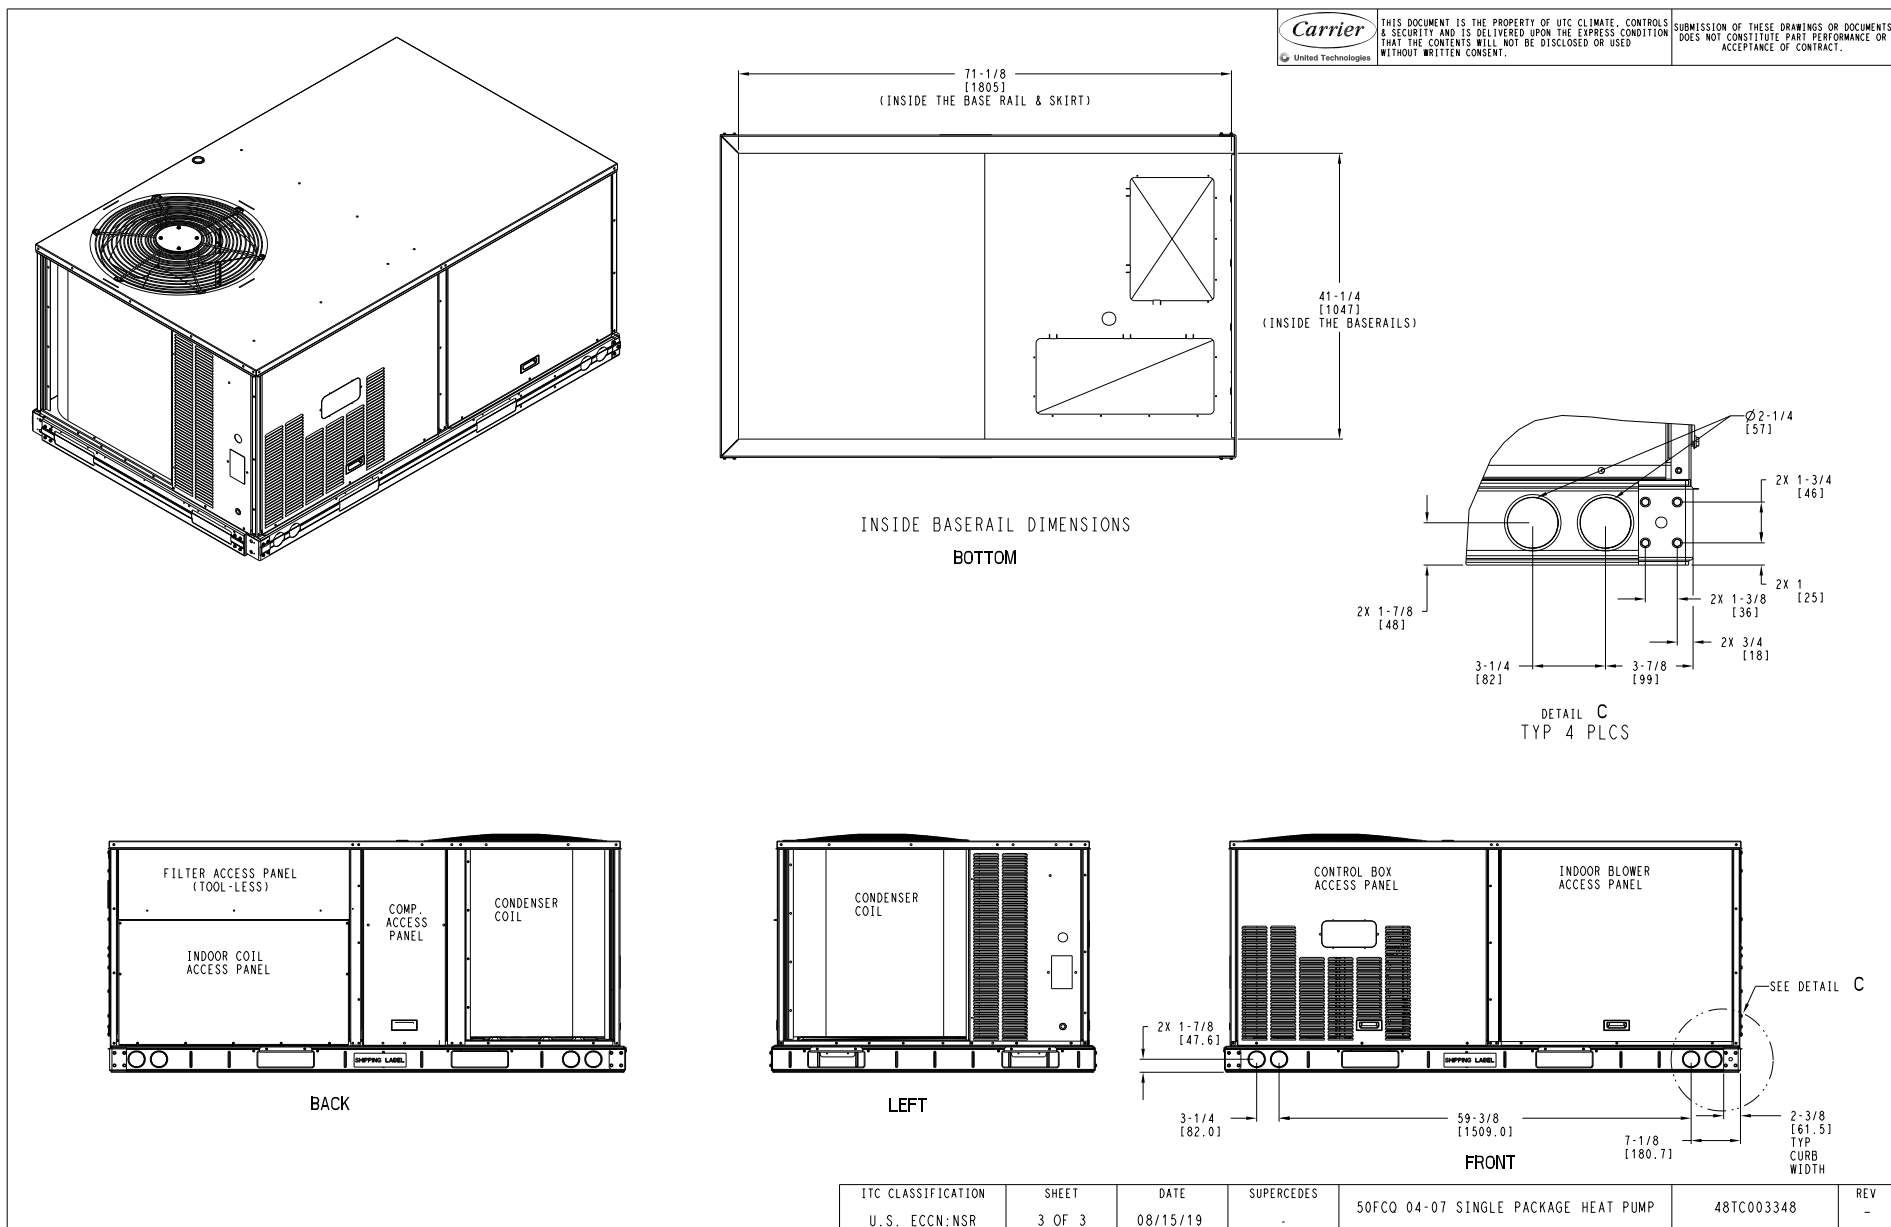 Carrier
United Technologies
THIS DOCUMENT IS THE PROPERTY OF UTC CLIMATE, CONTROLS
& SECURITY AND IS DELIVERED UPON THE EXPRESS CONDITION
THAT THE CONTENTS WILL NOT BE DISCLOSED OR USED
WITHOUT WRITTEN CONSENT.
SUBMISSION OF THESE DRAWINGS OR DOCUMENTS
DOES NOT CONSTITUTE PART PERFORMANCE OR
ACCEPTANCE OF CONTRACT.
71-1/8
[1805]
(INSIDE THE BASE RAIL & SKIRT)
41-1/4
[1047]
(INSIDE THE BASERAILS)
INSIDE BASERAIL DIMENSIONS
BOTTOM
Ø2-1/4
[57]
2X 1-3/4
[46]
2X 1
[25]
2X 1-3/8
[36]
2X 1-7/8
[48]
2X 3/4
[18]
3-1/4
[82]
3-7/8
[99]
DETAIL C
TYP 4 PLCS
FILTER ACCESS PANEL
(TOOL-LESS)
INDOOR COIL
ACCESS PANEL
COMP.
ACCESS
PANEL
CONDENSER
COIL
SHIPPING LABEL
BACK
CONDENSER
COIL
LEFT
CONTROL BOX
ACCESS PANEL
INDOOR BLOWER
ACCESS PANEL
SEE DETAIL C
2X 1-7/8
[47.6]
SHIPPING LABEL
3-1/4
[82.0]
59-3/8
[1509.0]
7-1/8
[180.7]
2-3/8
[61.5]
TYP
CURB
WIDTH
FRONT
ITC CLASSIFICATION
U.S. ECCN:NSR
SHEET
3 OF 3
DATE
08/15/19
SUPERCEDES
-
50FCQ 04-07 SINGLE PACKAGE HEAT PUMP
48TC003348
REV
-